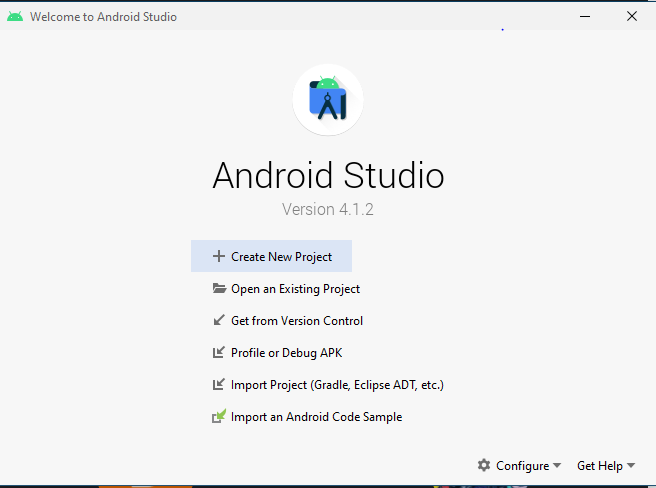 Welcome to Android Studio
Android Studio
Version 4.1.2
Create New Project
Open an Existing Project
Get from Version Control
Profile or Debug APK
Import Project (Gradle, Eclipse ADT, etc.)
Import an Android Code Sample
Configure
Get Help